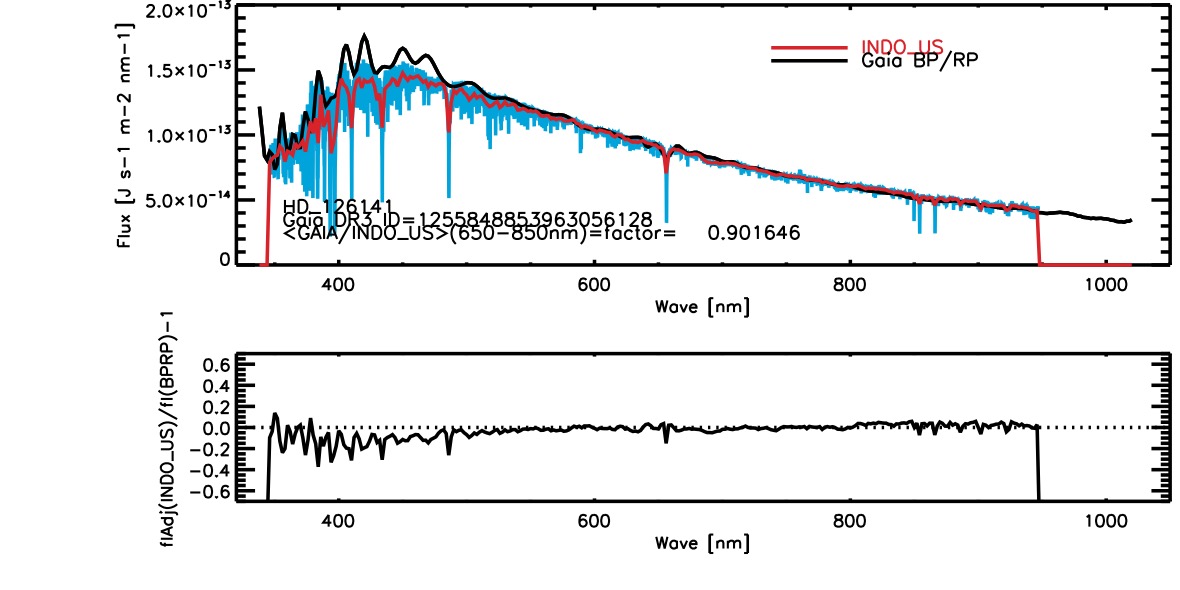 2.0×10⁻¹³
1.5×10⁻¹³
1.0×10⁻¹³
5.0×10⁻¹⁴
0
Flux [J s−1 m−2 nm−1]
INDO_US
Gaia BP/RP
HD_126141
Gaia DR3 ID=1255848853963056128
<GAIA/INDO_US>(650−850nm)=factor= 0.901646
400 600 800 1000
Wave [nm]
flAdj(INDO_US)/fl(BPRP)−1
0.6
0.4
0.2
0.0
−0.2
−0.4
−0.6
400 600 800 1000
Wave [nm]